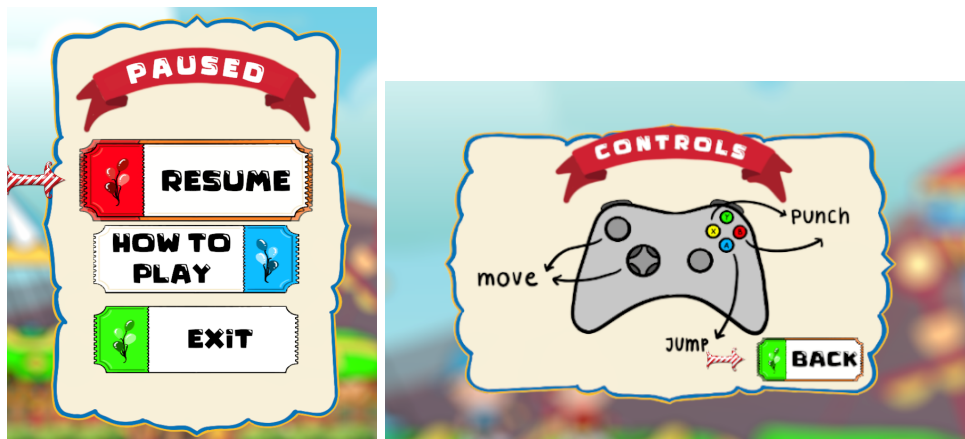 PAUSED
RESUME
HOW TO
PLAY
EXiT
CONTROLS
PUNCH
move
JUMP
BACK
Y
X
B
A